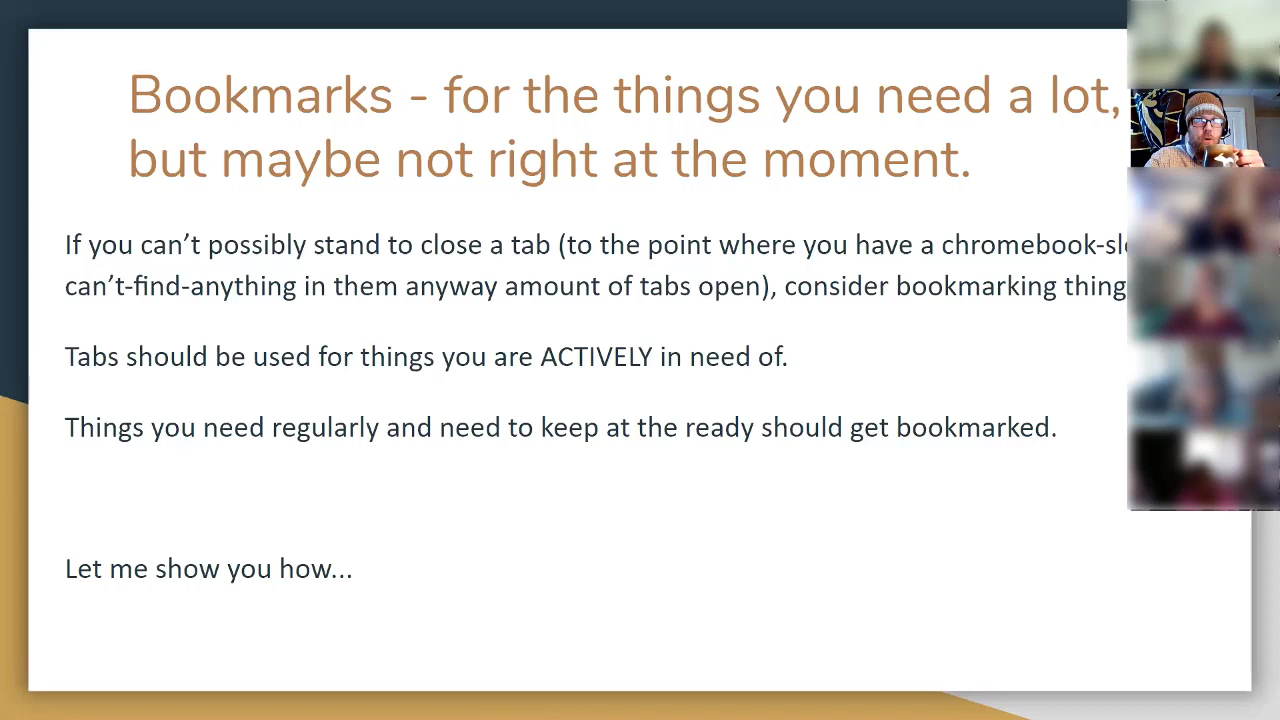 Bookmarks - for the things you need a lot,
but maybe not right at the moment.
If you can’t possibly stand to close a tab (to the point where you have a
can’t-find-anything in them anyway amount of tabs open), consider bookmarking
Tabs should be used for things you are ACTIVELY in need of.
Things you need regularly and need to keep at the ready should get bookmarked.
Let me show you how...